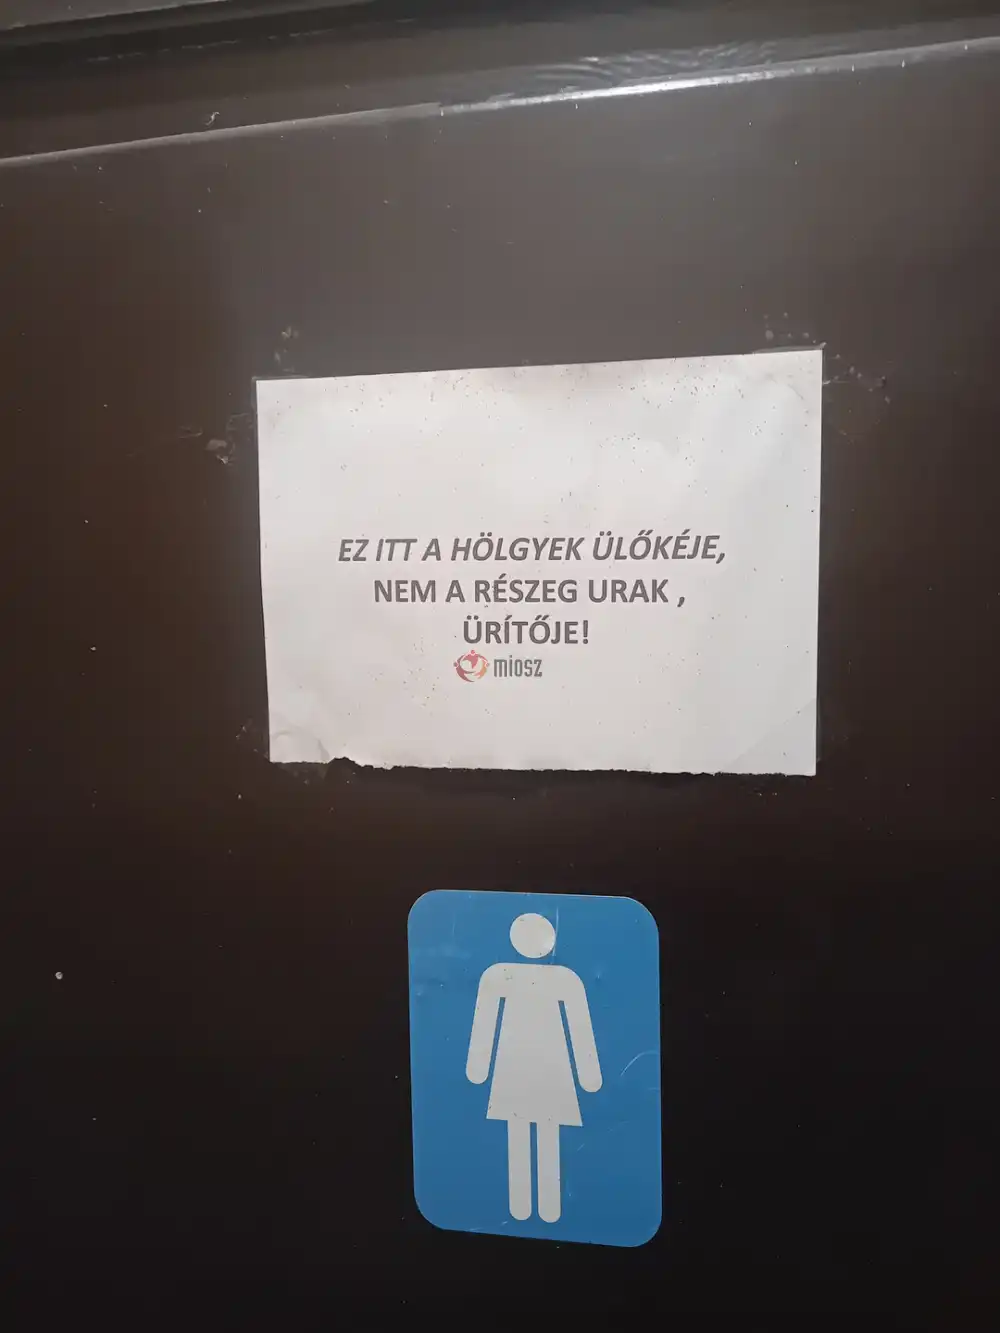 EZ ITT A HÖLGYEK ÜLŐKÉJE,
NEM A RÉSZEG URAK ,
ÜRÍTŐJE!
miosz